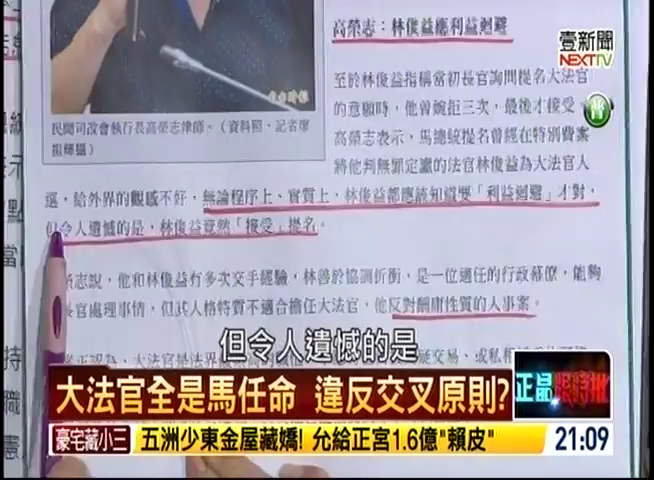 高榮志：林俊益應利益迴避
壹新聞
NEXTTV
普
至於林俊益指稱當初長官詢問提名大法官
的意願時，他曾婉拒三次，最後才接受，
民間司改會執行長高榮志律師。（資料照，記者廖
振輝攝）
高榮志表示，馬總統提名曾經在特別費案
將他判無罪定讞的法官林俊益為大法官人
選，給外界的觀感不好，無論程序上、實質上，林俊益都應該知道要「利益迴避」才對，
但令人遺憾的是，林俊益竟然「接受」提名。
榮志說，他和林俊益有多次交手經驗，林善於協調折衝，是一位適任的行政幕僚，能夠
長官處理事情，但其人格特質不適合擔任大法官，他反對酬庸性質的人事案。
但令人遺憾的是
大法官全是馬任命 違反交叉原則?
正晶
豪宅藏小三
五洲少東金屋藏嬌! 允給正宮1.6億"賴皮"
21:09